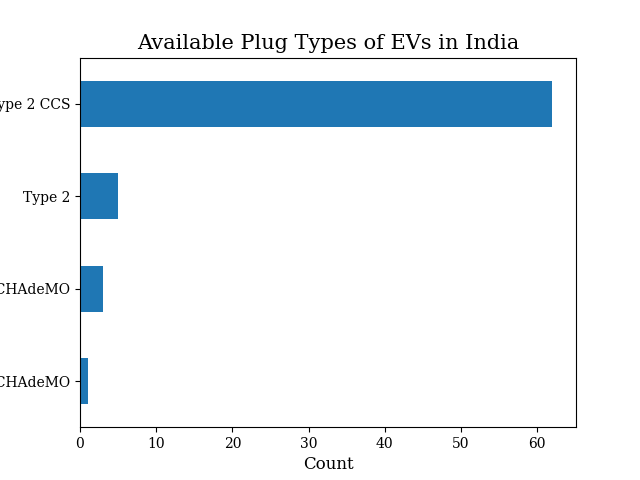 Available Plug Types of EVs in India
ype 2 CCS
Type 2
CHAdeMO
CHAdeMO
0 10 20 30 40 50 60
Count